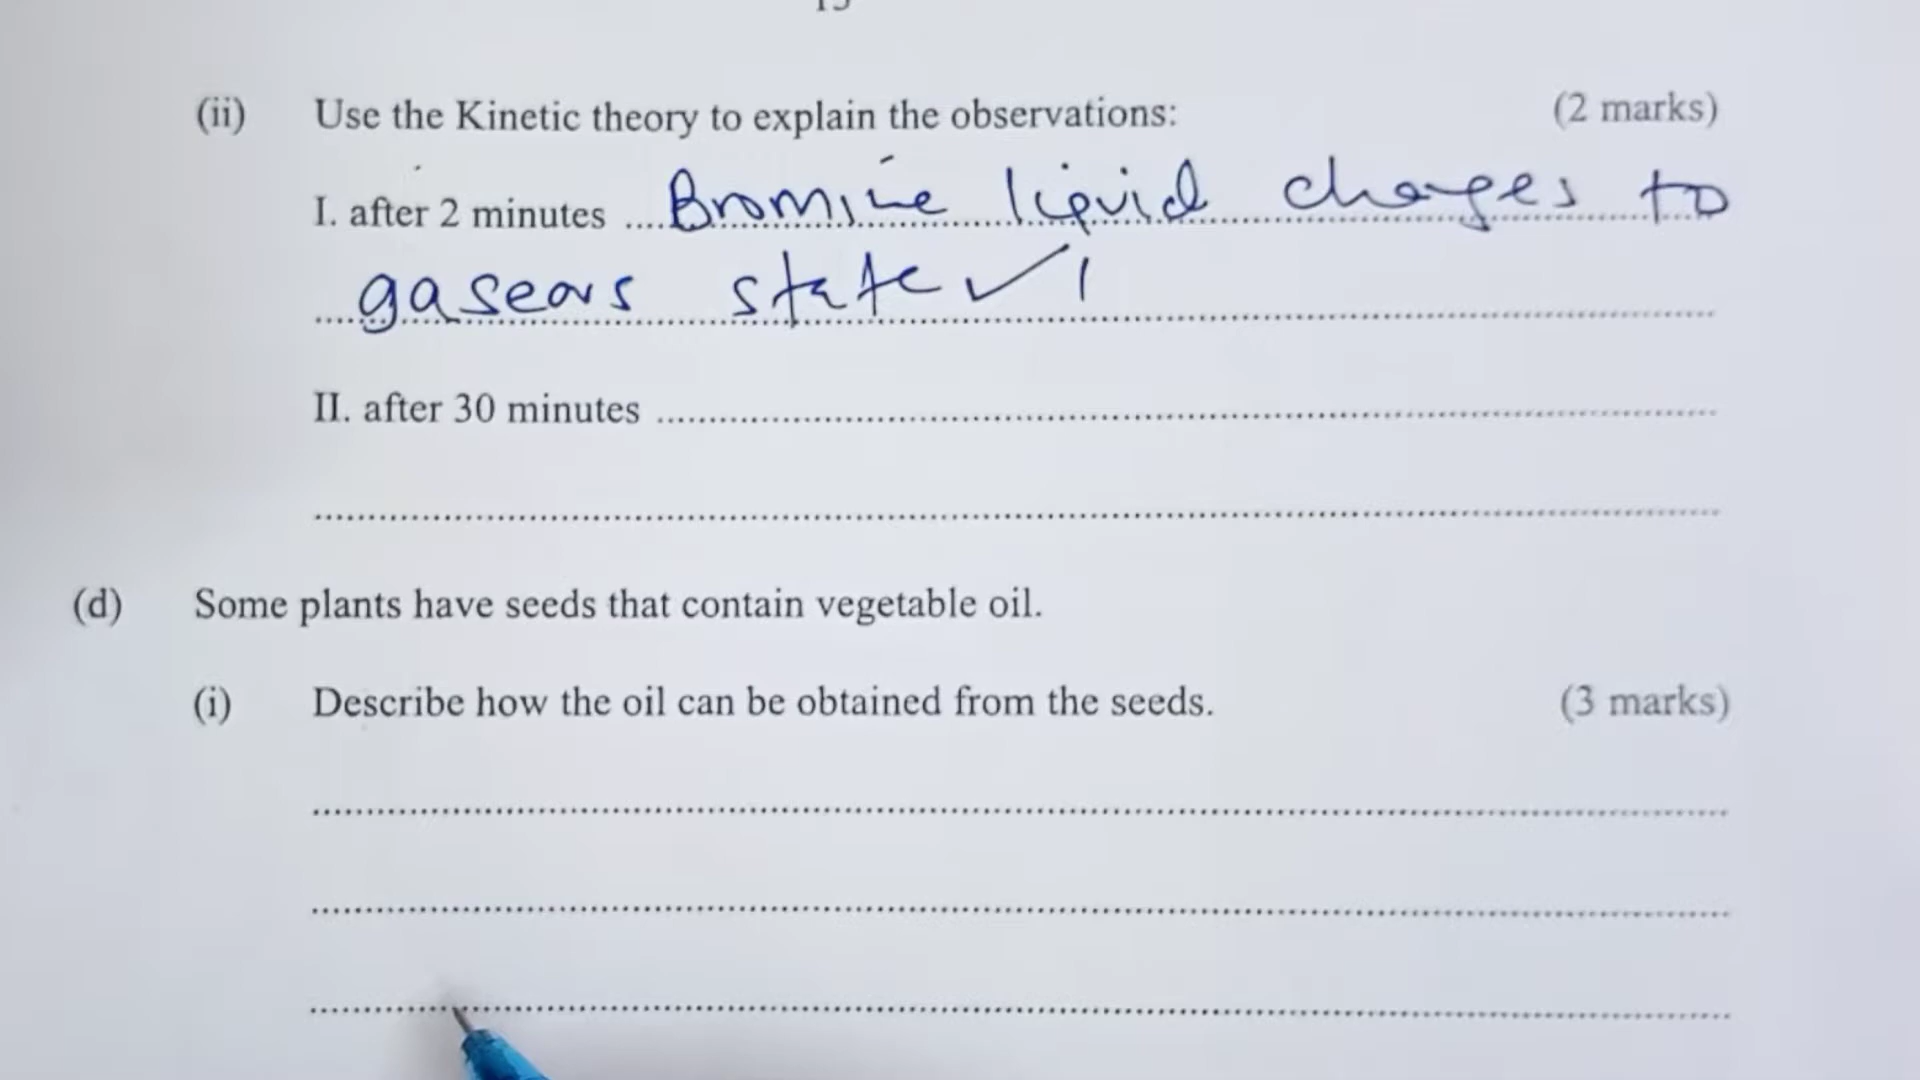 (ii) Use the Kinetic theory to explain the observations: (2 marks)
I. after 2 minutes ....Bromine liquid changes to
gaseous state ✓1
II. after 30 minutes
(d) Some plants have seeds that contain vegetable oil.
(i) Describe how the oil can be obtained from the seeds. (3 marks)